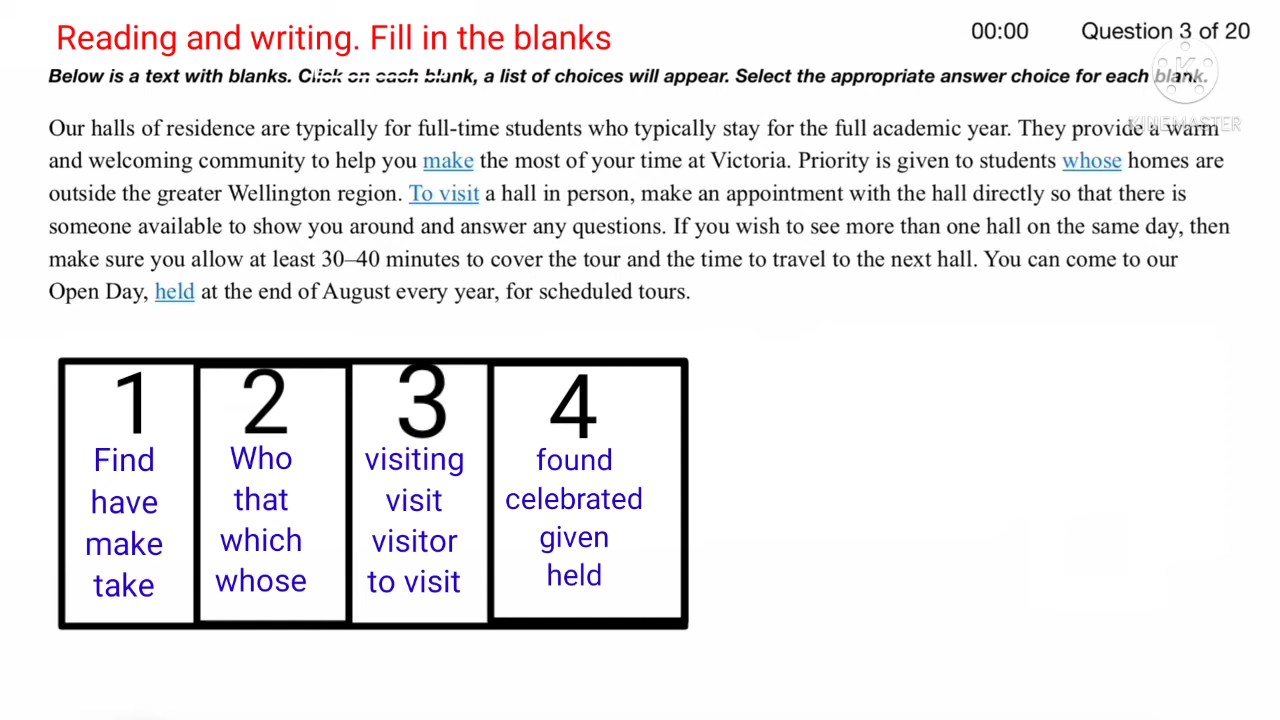 Reading and writing. Fill in the blanks
00:00 Question 3 of 20
Below is a text with blanks. Click on each blank, a list of choices will appear. Select the appropriate answer choice for each blank.
KINEMASTER
Our halls of residence are typically for full-time students who typically stay for the full academic year. They provide a warm
and welcoming community to help you make the most of your time at Victoria. Priority is given to students whose homes are
outside the greater Wellington region. To visit a hall in person, make an appointment with the hall directly so that there is
someone available to show you around and answer any questions. If you wish to see more than one hall on the same day, then
make sure you allow at least 30–40 minutes to cover the tour and the time to travel to the next hall. You can come to our
Open Day, held at the end of August every year, for scheduled tours.
1
Find
have
make
take
2
Who
that
which
whose
3
visiting
visit
visitor
to visit
4
found
celebrated
given
held